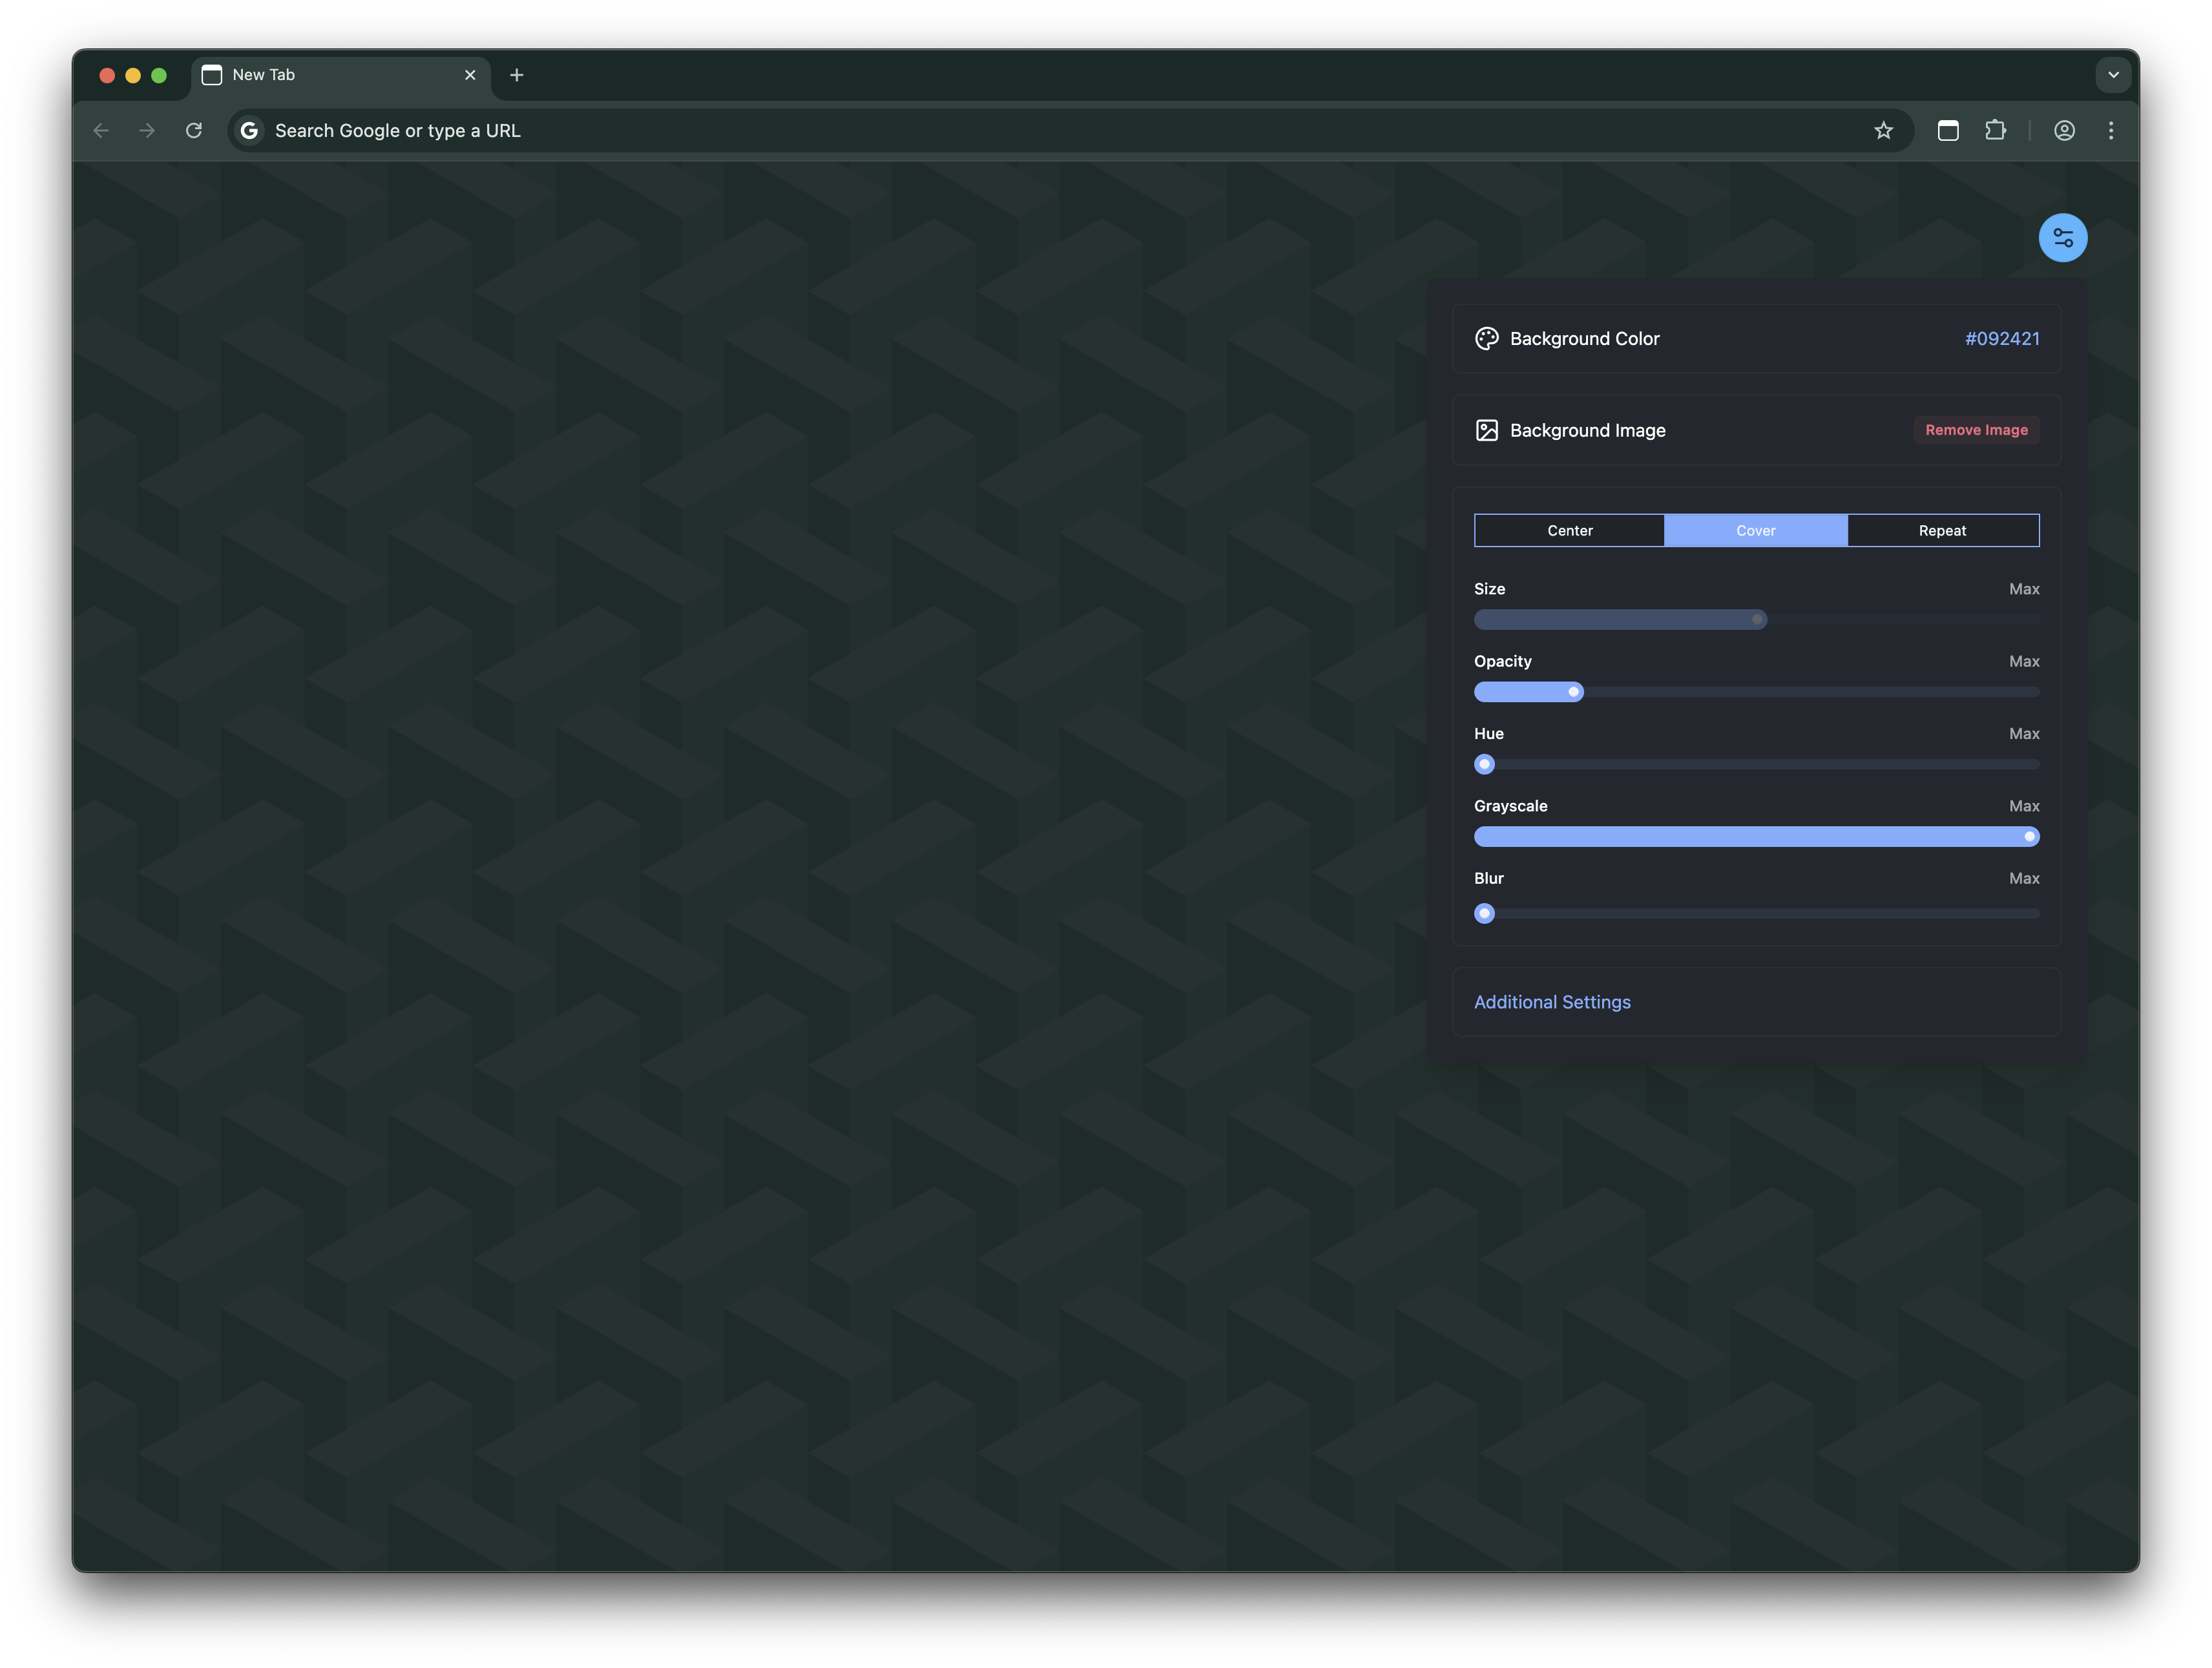 New Tab
Search Google or type a URL
Background Color #092421
Background Image Remove Image
Center Cover Repeat
Size Max
Opacity Max
Hue Max
Grayscale Max
Blur Max
Additional Settings